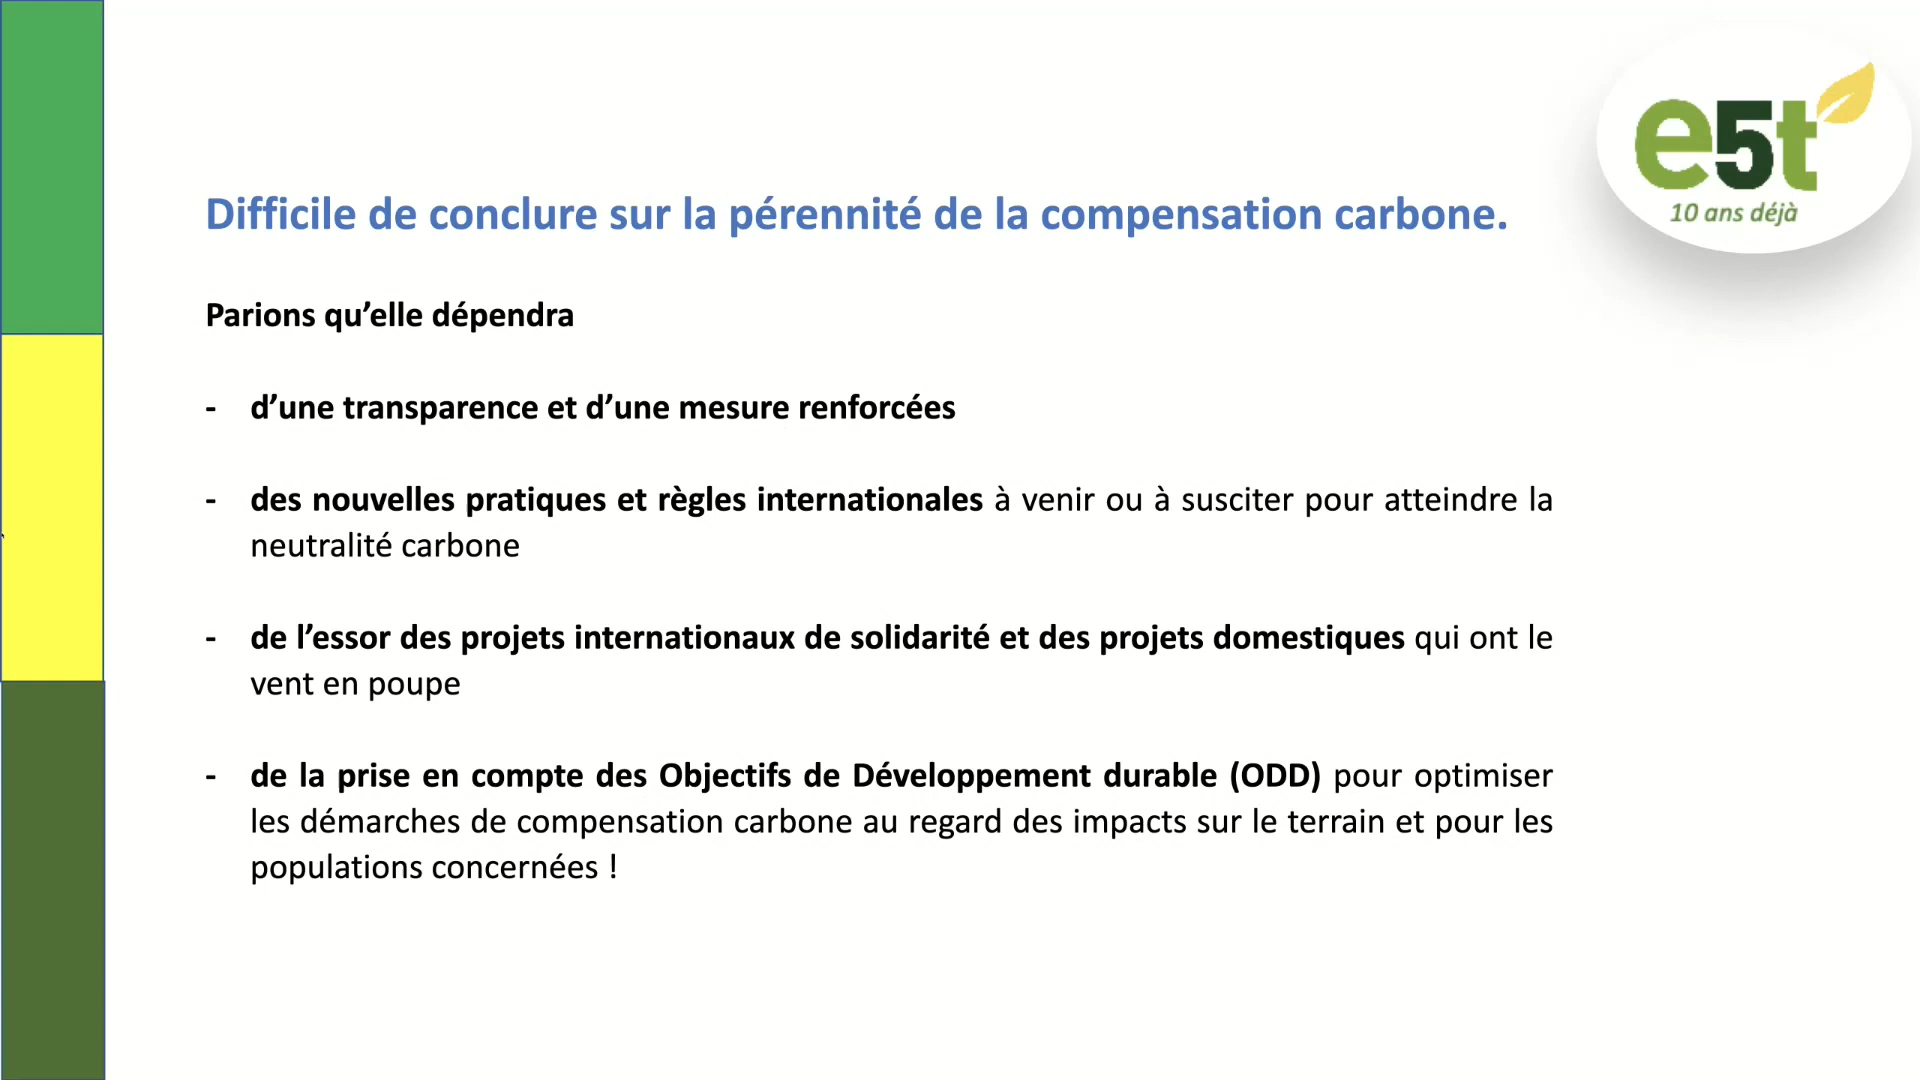 e5t
10 ans déjà
Difficile de conclure sur la pérennité de la compensation carbone.
Parions qu’elle dépendra
- d’une transparence et d’une mesure renforcées
- des nouvelles pratiques et règles internationales à venir ou à susciter pour atteindre la
neutralité carbone
- de l’essor des projets internationaux de solidarité et des projets domestiques qui ont le
vent en poupe
- de la prise en compte des Objectifs de Développement durable (ODD) pour optimiser
les démarches de compensation carbone au regard des impacts sur le terrain et pour les
populations concernées !